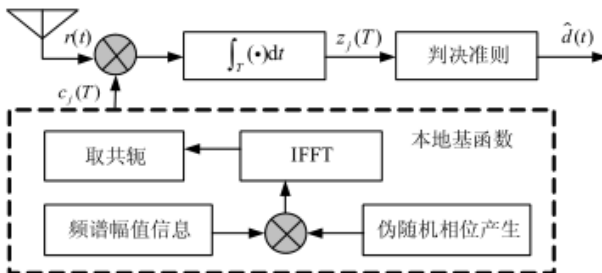 r(t)
∫_T(•)dt
z_j(T)
判决准则
d̂(t)
c_j(T)
本地基函数
取共轭
IFFT
频谱幅值信息
伪随机相位产生